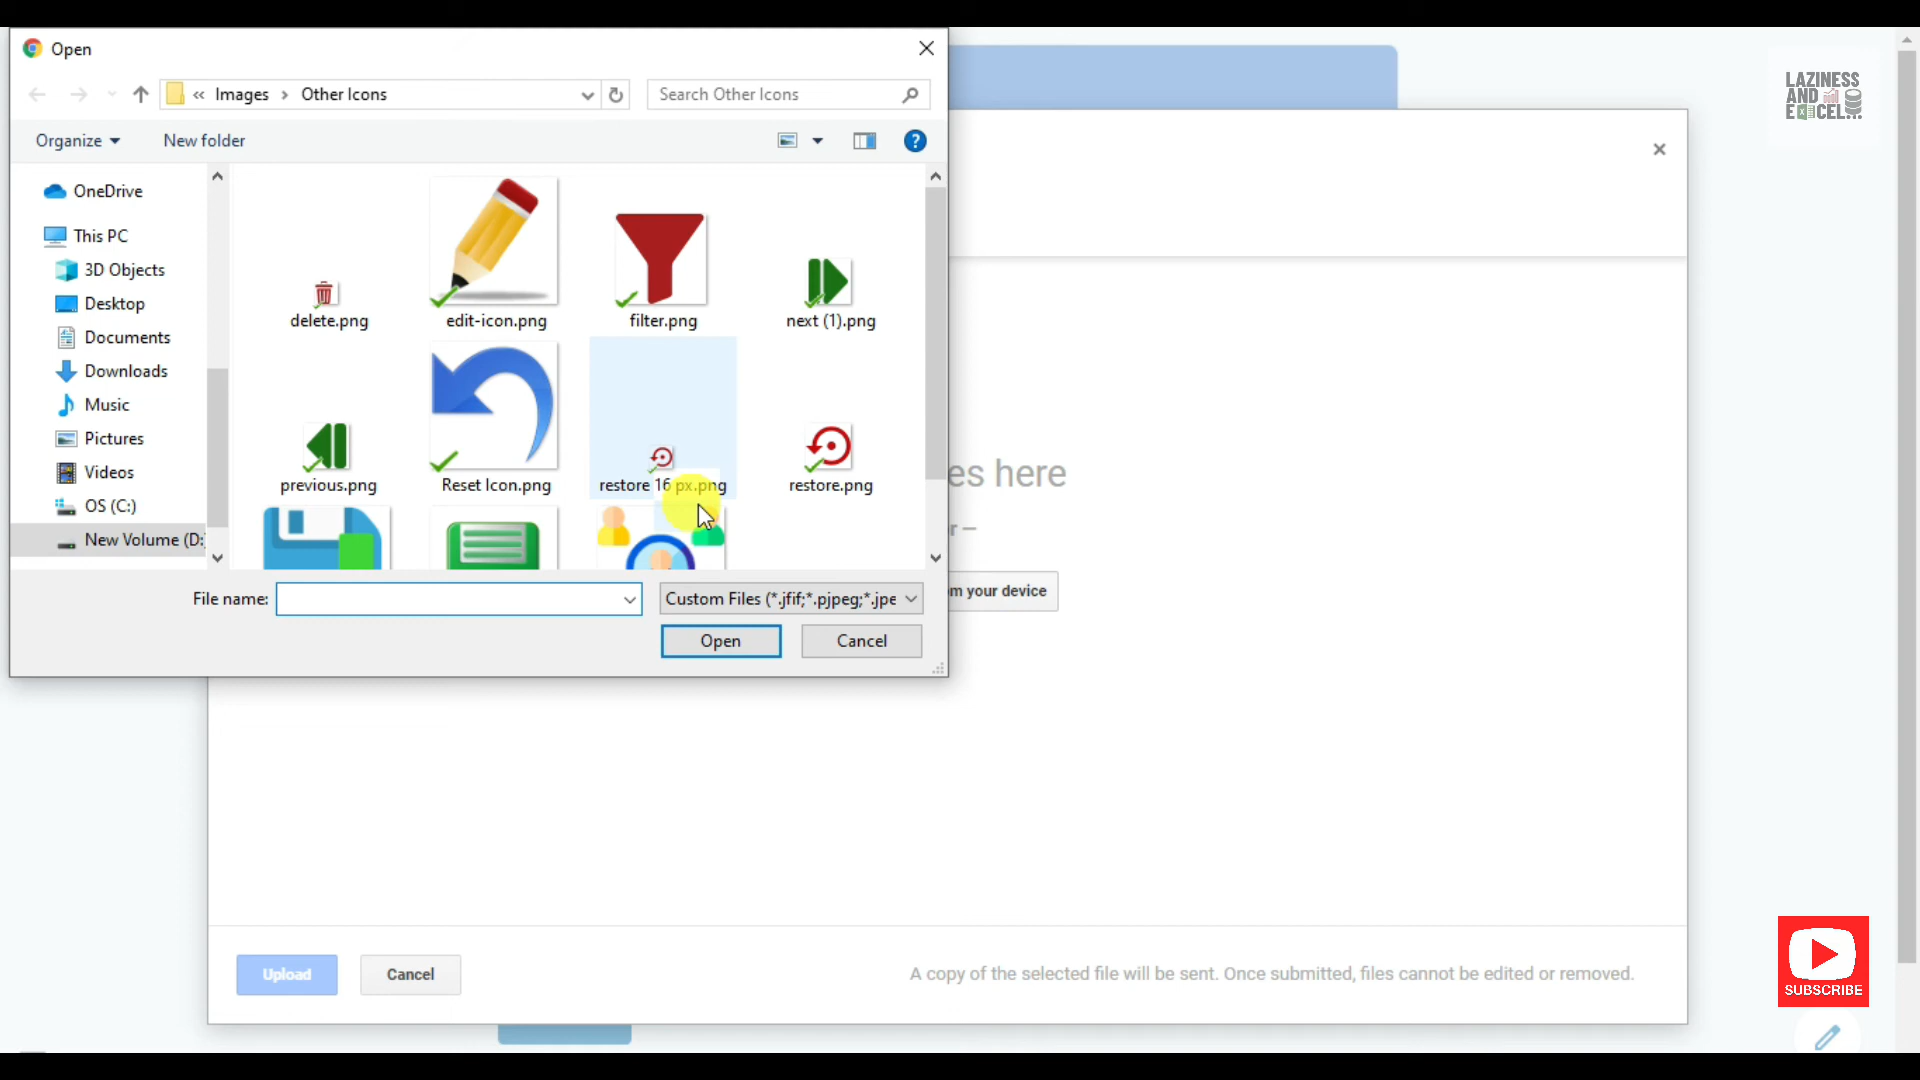 Open
Images > Other Icons
Search Other Icons
Organize
New folder
OneDrive
This PC
3D Objects
Desktop
Documents
Downloads
Music
Pictures
Videos
OS (C:)
New Volume (D:
delete.png
edit-icon.png
filter.png
next (1).png
previous.png
Reset Icon.png
restore 16 px.png
restore.png
File name:
Custom Files (*.jfif;*.pjpeg;*.jpe
Open
Cancel
es here
r –
m your device
Upload
Cancel
A copy of the selected file will be sent. Once submitted, files cannot be edited or removed.
LAZINESS
AND
EXCEL...
SUBSCRIBE